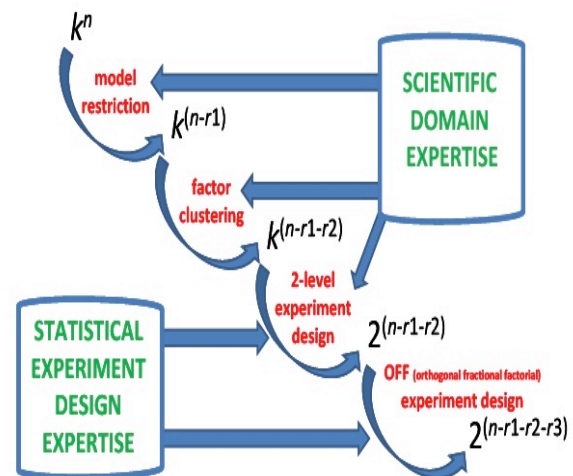 kⁿ
model
restriction
k⁽ⁿ⁻ʳ¹⁾
SCIENTIFIC
DOMAIN
EXPERTISE
factor
clustering
k⁽ⁿ⁻ʳ¹⁻ʳ²⁾
2-level
experiment
design
2⁽ⁿ⁻ʳ¹⁻ʳ²⁾
STATISTICAL
EXPERIMENT
DESIGN
EXPERTISE
OFF (orthogonal fractional factorial)
experiment design
2⁽ⁿ⁻ʳ¹⁻ʳ²⁻ʳ³⁾